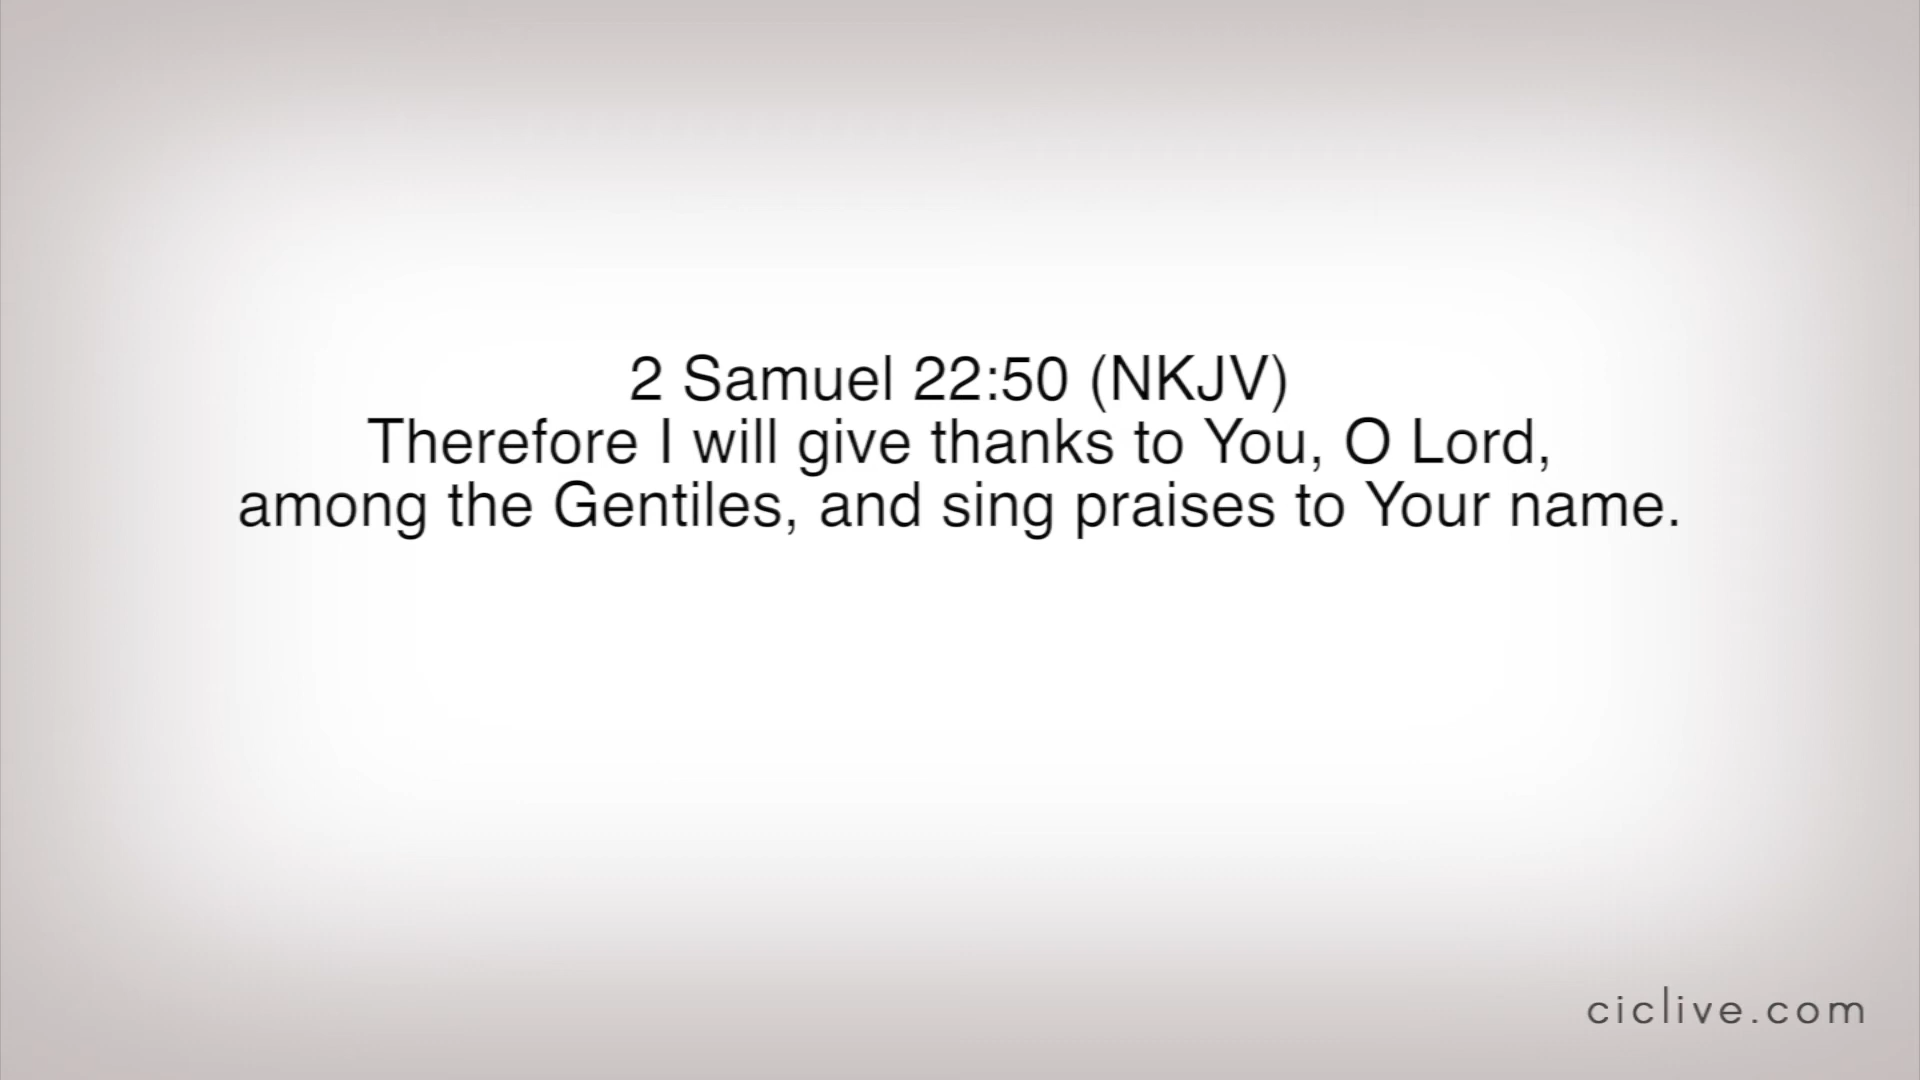 2 Samuel 22:50 (NKJV)
Therefore I will give thanks to You, O Lord,
among the Gentiles, and sing praises to Your name.
ciclive.com